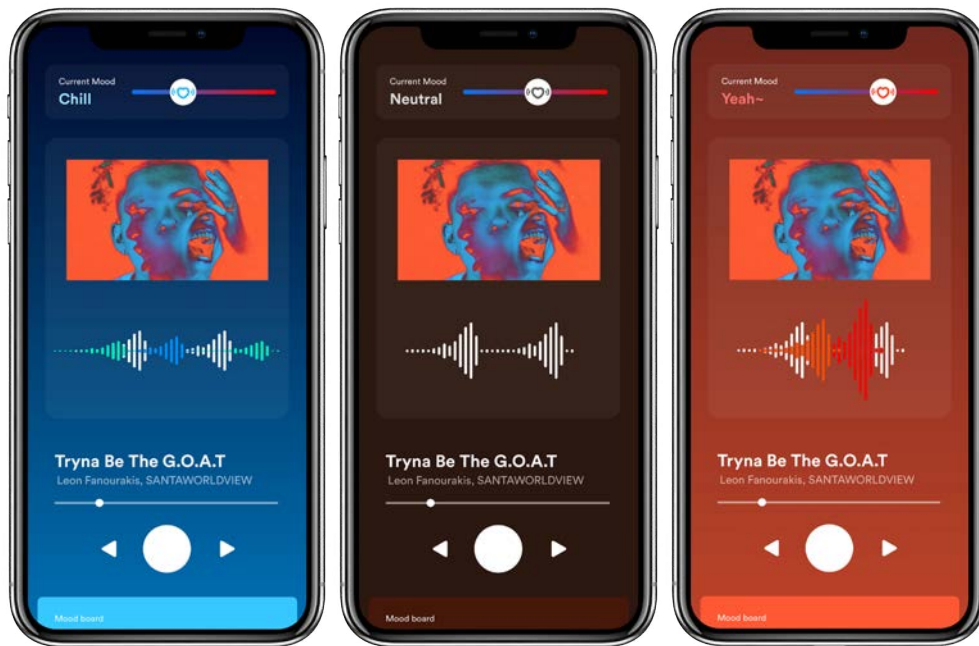 Current Mood
Chill
Tryna Be The G.O.A.T
Leon Fanourakis, SANTAWORLDVIEW
Mood board
Current Mood
Neutral
Tryna Be The G.O.A.T
Leon Fanourakis, SANTAWORLDVIEW
Mood board
Current Mood
Yeah~
Tryna Be The G.O.A.T
Leon Fanourakis, SANTAWORLDVIEW
Mood board